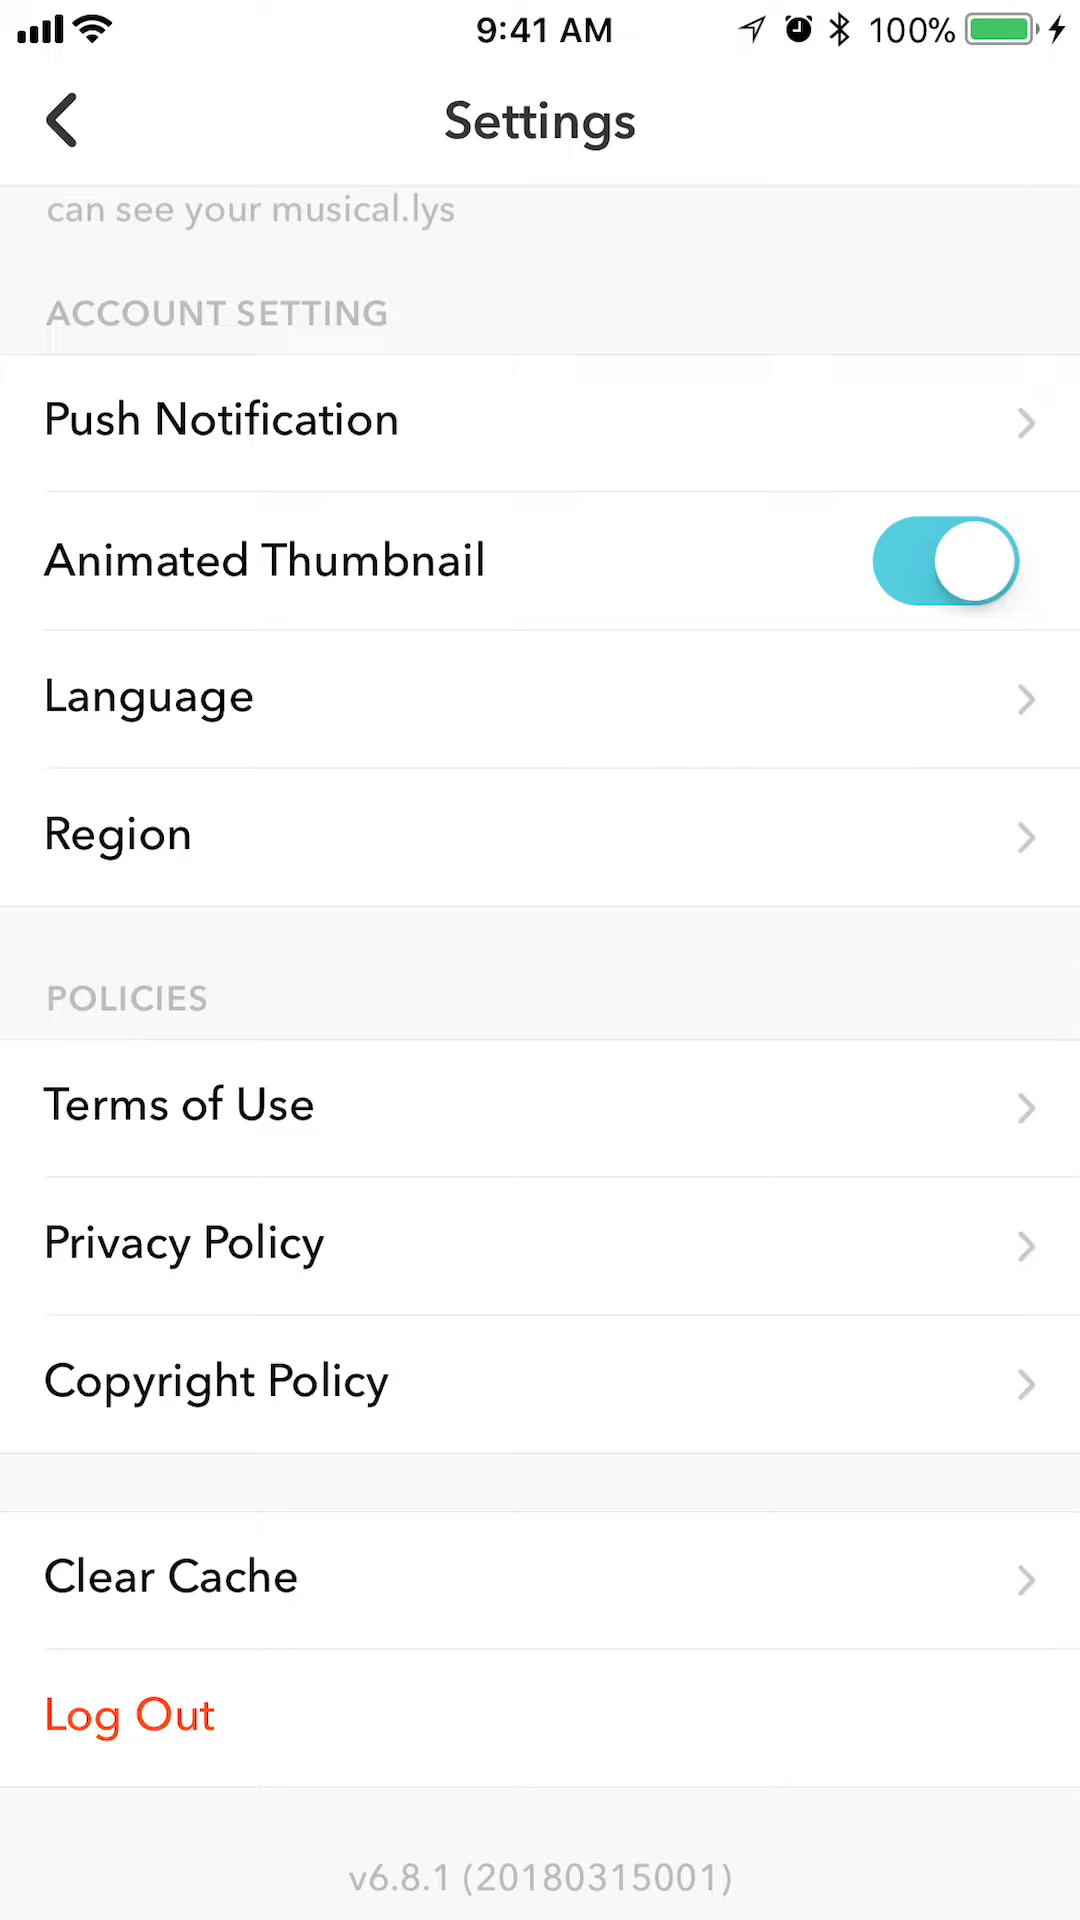 9:41 AM
100%
Settings
can see your musical.lys
ACCOUNT SETTING
Push Notification
Animated Thumbnail
Language
Region
POLICIES
Terms of Use
Privacy Policy
Copyright Policy
Clear Cache
Log Out
v6.8.1 (20180315001)